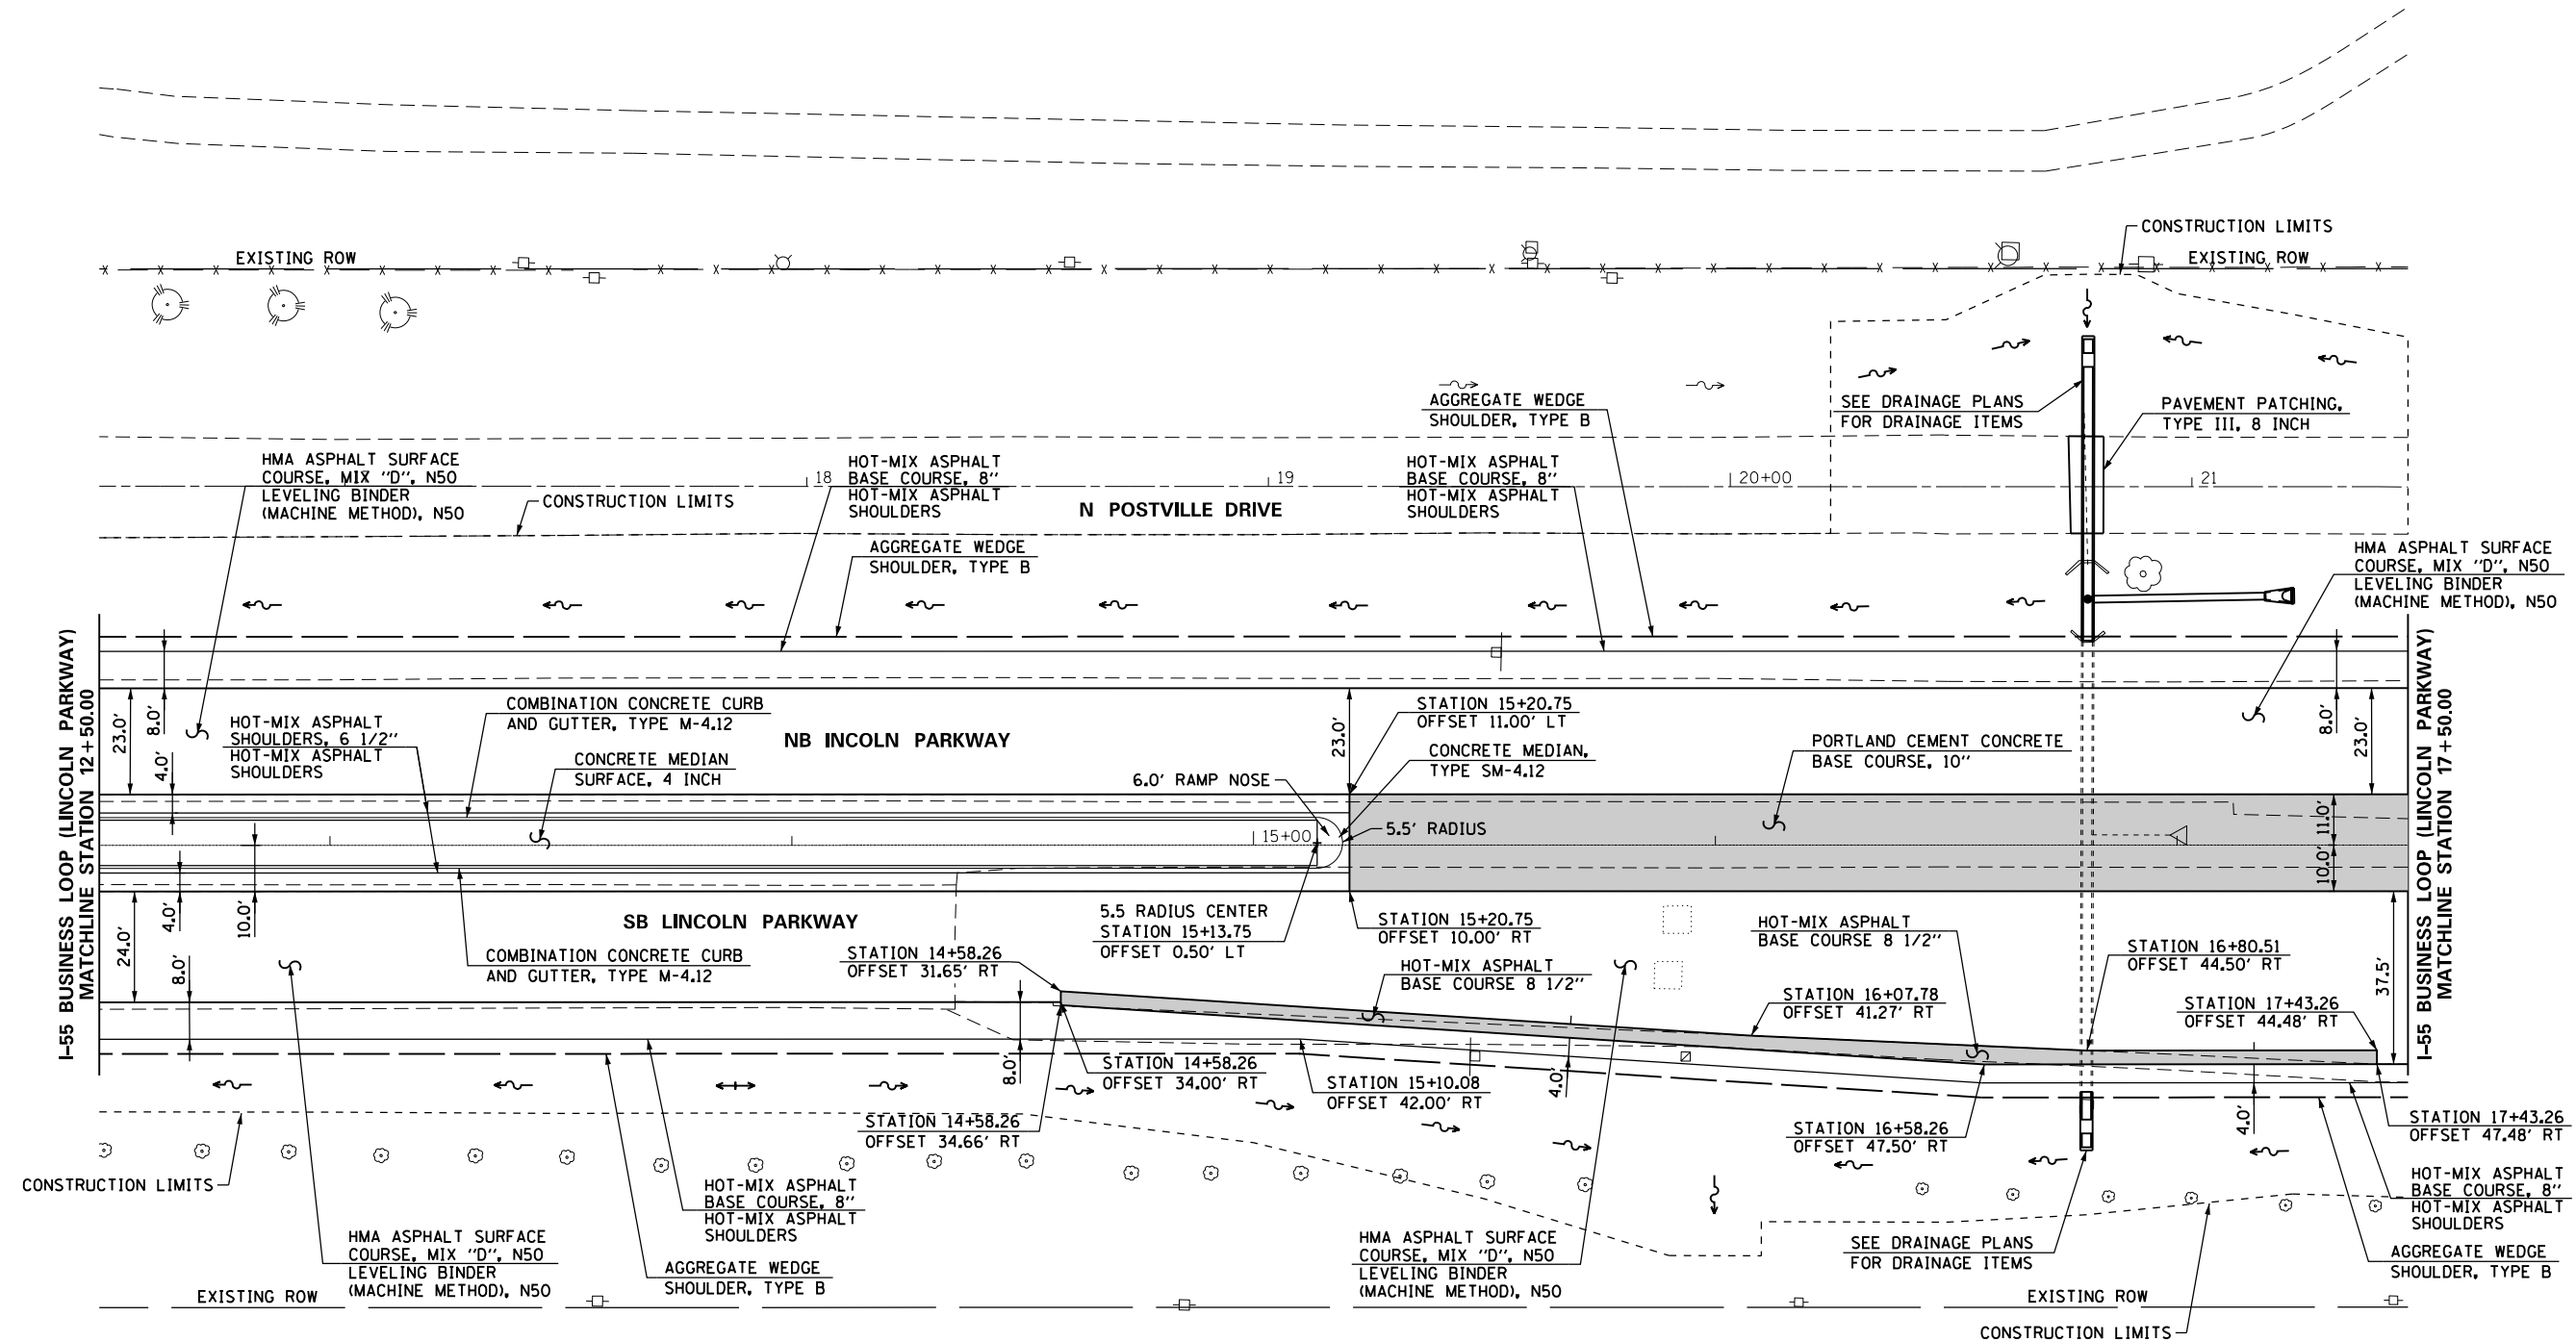 CONSTRUCTION LIMITS
EXISTING ROW
EXISTING ROW
AGGREGATE WEDGE
SHOULDER, TYPE B
SEE DRAINAGE PLANS
FOR DRAINAGE ITEMS
PAVEMENT PATCHING,
TYPE III, 8 INCH
HMA ASPHALT SURFACE
COURSE, MIX "D", N50
LEVELING BINDER
(MACHINE METHOD), N50
CONSTRUCTION LIMITS
18
HOT-MIX ASPHALT
BASE COURSE, 8"
HOT-MIX ASPHALT
SHOULDERS
19
N POSTVILLE DRIVE
HOT-MIX ASPHALT
BASE COURSE, 8"
HOT-MIX ASPHALT
SHOULDERS
20+00
21
AGGREGATE WEDGE
SHOULDER, TYPE B
HMA ASPHALT SURFACE
COURSE, MIX "D", N50
LEVELING BINDER
(MACHINE METHOD), N50
I-55 BUSINESS LOOP (LINCOLN PARKWAY)
MATCHLINE STATION 12+50.00
23.0'
8.0'
4.0'
HOT-MIX ASPHALT
SHOULDERS, 6 1/2"
HOT-MIX ASPHALT
SHOULDERS
COMBINATION CONCRETE CURB
AND GUTTER, TYPE M-4.12
CONCRETE MEDIAN
SURFACE, 4 INCH
NB INCOLN PARKWAY
23.0'
STATION 15+20.75
OFFSET 11.00' LT
CONCRETE MEDIAN,
TYPE SM-4.12
6.0' RAMP NOSE
5.5' RADIUS
15+00
PORTLAND CEMENT CONCRETE
BASE COURSE, 10"
8.0'
23.0'
11.0'
10.0'
I-55 BUSINESS LOOP (LINCOLN PARKWAY)
MATCHLINE STATION 17+50.00
24.0'
4.0'
10.0'
8.0'
SB LINCOLN PARKWAY
COMBINATION CONCRETE CURB
AND GUTTER, TYPE M-4.12
STATION 14+58.26
OFFSET 31.65' RT
5.5 RADIUS CENTER
STATION 15+13.75
OFFSET 0.50' LT
STATION 15+20.75
OFFSET 10.00' RT
HOT-MIX ASPHALT
BASE COURSE 8 1/2"
HOT-MIX ASPHALT
BASE COURSE 8 1/2"
STATION 16+07.78
OFFSET 41.27' RT
STATION 16+80.51
OFFSET 44.50' RT
STATION 17+43.26
OFFSET 44.48' RT
37.5'
8.0'
STATION 14+58.26
OFFSET 34.00' RT
STATION 15+10.08
OFFSET 42.00' RT
4.0'
STATION 14+58.26
OFFSET 34.66' RT
STATION 16+58.26
OFFSET 47.50' RT
4.0'
STATION 17+43.26
OFFSET 47.48' RT
CONSTRUCTION LIMITS
HOT-MIX ASPHALT
BASE COURSE, 8"
HOT-MIX ASPHALT
SHOULDERS
HOT-MIX ASPHALT
BASE COURSE, 8"
HOT-MIX ASPHALT
SHOULDERS
HMA ASPHALT SURFACE
COURSE, MIX "D", N50
LEVELING BINDER
(MACHINE METHOD), N50
AGGREGATE WEDGE
SHOULDER, TYPE B
HMA ASPHALT SURFACE
COURSE, MIX "D", N50
LEVELING BINDER
(MACHINE METHOD), N50
SEE DRAINAGE PLANS
FOR DRAINAGE ITEMS
AGGREGATE WEDGE
SHOULDER, TYPE B
EXISTING ROW
EXISTING ROW
CONSTRUCTION LIMITS